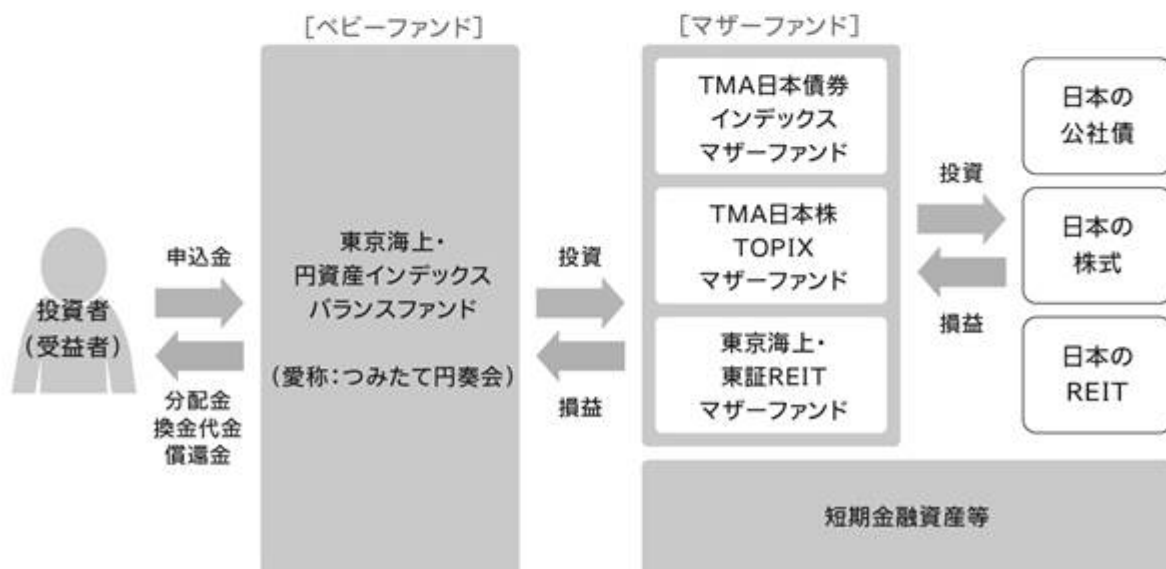 [ベビーファンド]
[マザーファンド]
投資者
(受益者)
申込金
分配金
換金代金
償還金
東京海上・
円資産インデックス
バランスファンド
(愛称:つみたて円奏会)
投資
損益
TMA日本債券
インデックス
マザーファンド
TMA日本株
TOPIX
マザーファンド
東京海上・
東証REIT
マザーファンド
投資
損益
日本の
公社債
日本の
株式
日本の
REIT
短期金融資産等